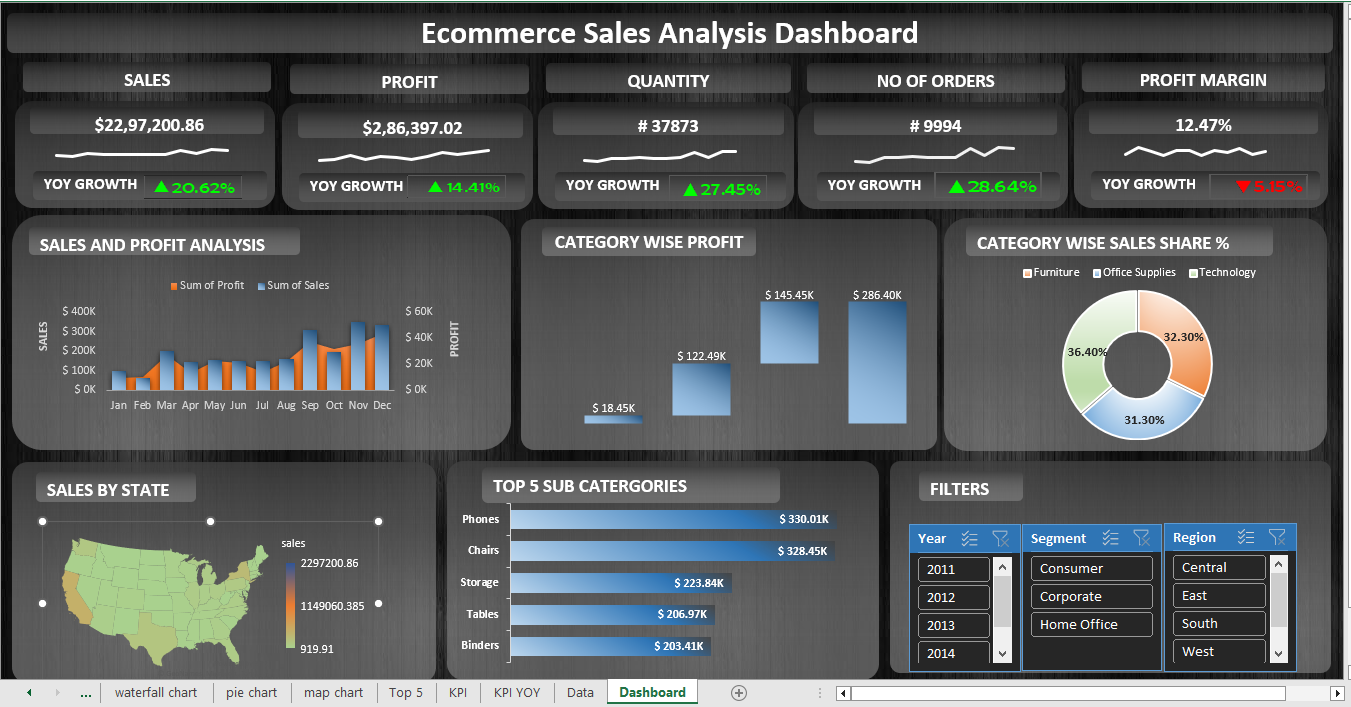 Ecommerce Sales Analysis Dashboard
SALES
PROFIT
QUANTITY
NO OF ORDERS
PROFIT MARGIN
$22,97,200.86
$2,86,397.02
# 37873
# 9994
12.47%
YOY GROWTH ▲ 20.62%
YOY GROWTH ▲ 14.41%
YOY GROWTH ▲ 27.45%
YOY GROWTH ▲ 28.64%
YOY GROWTH ▼ 5.15%
SALES AND PROFIT ANALYSIS
Sum of Profit Sum of Sales
SALES
$ 400K
$ 300K
$ 200K
$ 100K
$ 0K
$ 60K
$ 40K
$ 20K
$ 0K
PROFIT
Jan Feb Mar Apr May Jun Jul Aug Sep Oct Nov Dec
CATEGORY WISE PROFIT
$ 18.45K
$ 122.49K
$ 145.45K
$ 286.40K
CATEGORY WISE SALES SHARE %
Furniture Office Supplies Technology
32.30%
36.40%
31.30%
SALES BY STATE
sales
2297200.86
1149060.385
919.91
TOP 5 SUB CATERGORIES
Phones $ 330.01K
Chairs $ 328.45K
Storage $ 223.84K
Tables $ 206.97K
Binders $ 203.41K
FILTERS
Year
2011
2012
2013
2014
Segment
Consumer
Corporate
Home Office
Region
Central
East
South
West
... waterfall chart pie chart map chart Top 5 KPI KPI YOY Data Dashboard